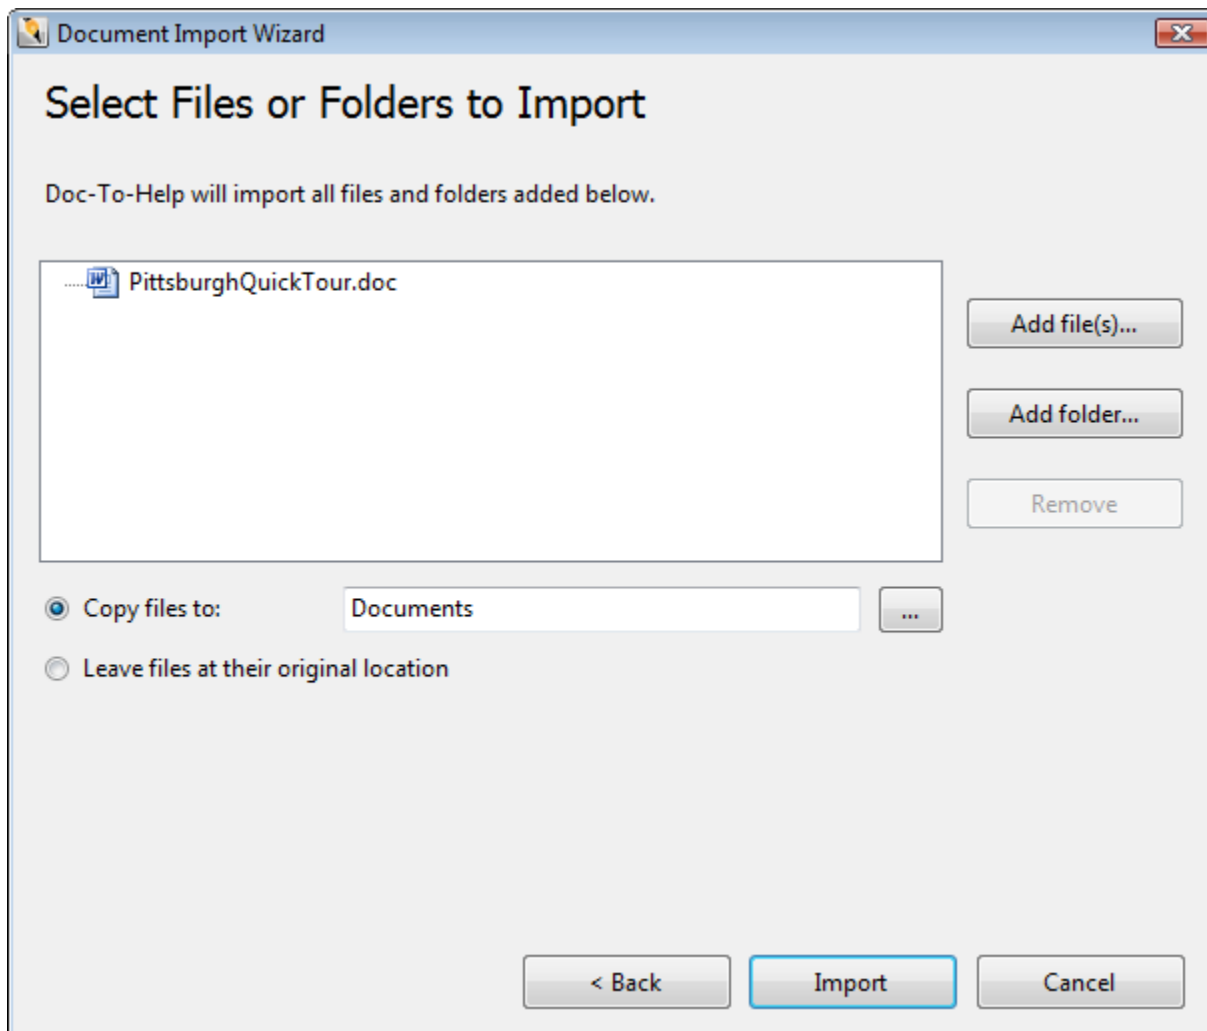 Document Import Wizard
Select Files or Folders to Import
Doc-To-Help will import all files and folders added below.
PittsburghQuickTour.doc
Add file(s)...
Add folder...
Remove
Copy files to:
Documents
...
Leave files at their original location
< Back
Import
Cancel